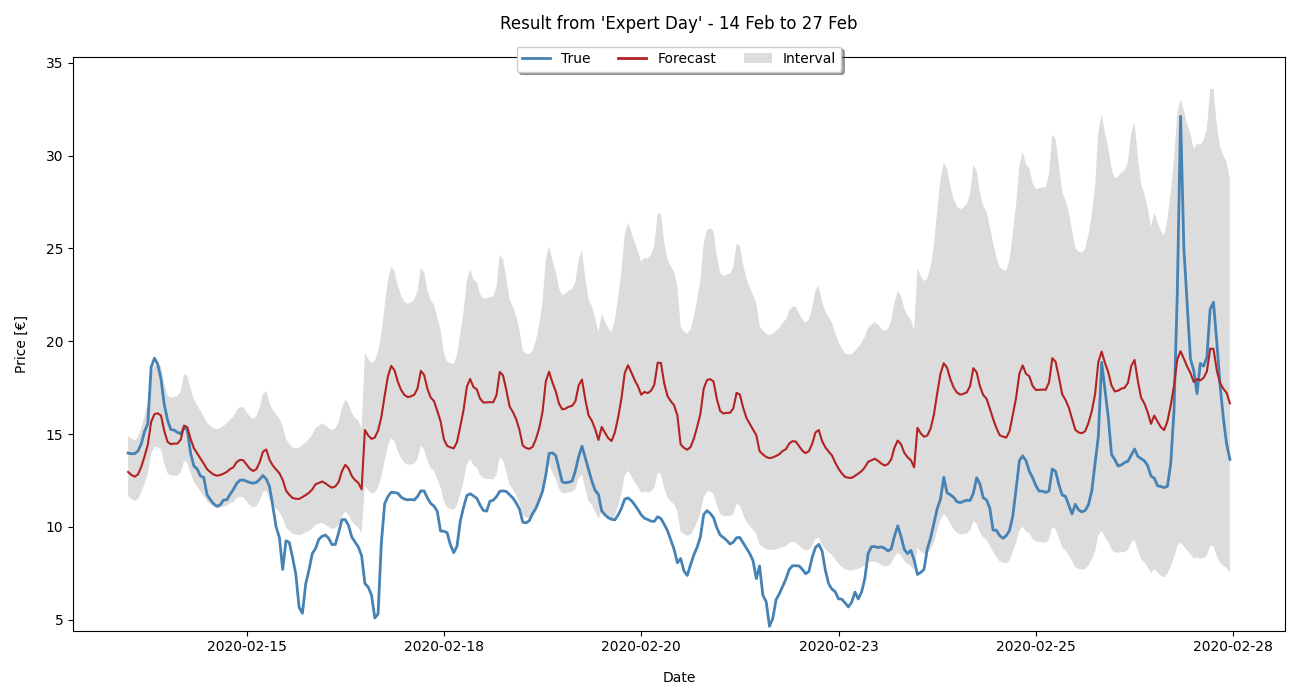 Result from 'Expert Day' - 14 Feb to 27 Feb
True Forecast Interval
35
30
25
20
15
10
5
Price [€]
2020-02-15 2020-02-18 2020-02-20 2020-02-23 2020-02-25 2020-02-28
Date